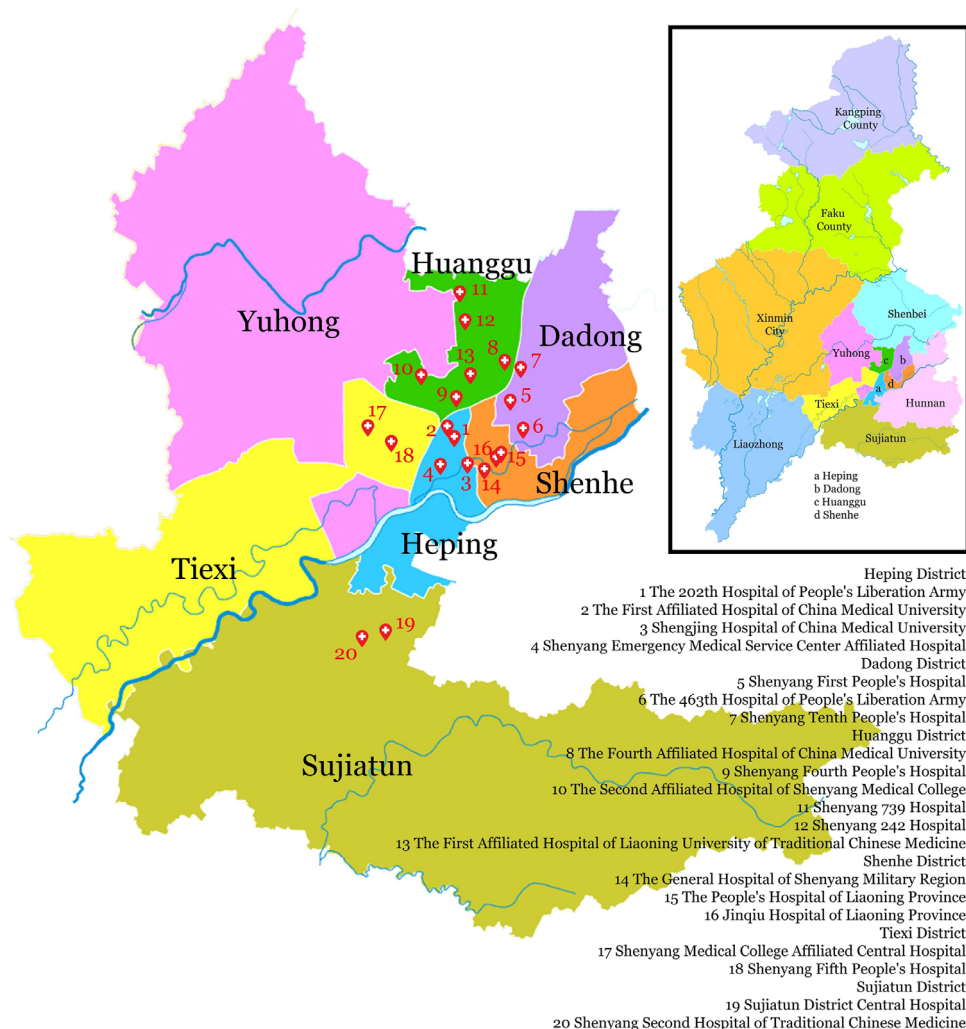 Huanggu
11
12
Yuhong
Dadong
8
13
7
10
9
5
17
2
1
6
18
16
15
4
3
14
Shenhe
Heping
Tiexi
19
20
Sujiatun
Kangping
County
Faku
County
Xinmin
City
Shenbei
Yuhong
c
b
a
d
Tiexi
Hunnan
Liaozhong
Sujiatun
a Heping
b Dadong
c Huanggu
d Shenhe
Heping District
1 The 202th Hospital of People's Liberation Army
2 The First Affiliated Hospital of China Medical University
3 Shengjing Hospital of China Medical University
4 Shenyang Emergency Medical Service Center Affiliated Hospital
Dadong District
5 Shenyang First People's Hospital
6 The 463th Hospital of People's Liberation Army
7 Shenyang Tenth People's Hospital
Huanggu District
8 The Fourth Affiliated Hospital of China Medical University
9 Shenyang Fourth People's Hospital
10 The Second Affiliated Hospital of Shenyang Medical College
11 Shenyang 739 Hospital
12 Shenyang 242 Hospital
13 The First Affiliated Hospital of Liaoning University of Traditional Chinese Medicine
Shenhe District
14 The General Hospital of Shenyang Military Region
15 The People's Hospital of Liaoning Province
16 Jinqiu Hospital of Liaoning Province
Tiexi District
17 Shenyang Medical College Affiliated Central Hospital
18 Shenyang Fifth People's Hospital
Sujiatun District
19 Sujiatun District Central Hospital
20 Shenyang Second Hospital of Traditional Chinese Medicine